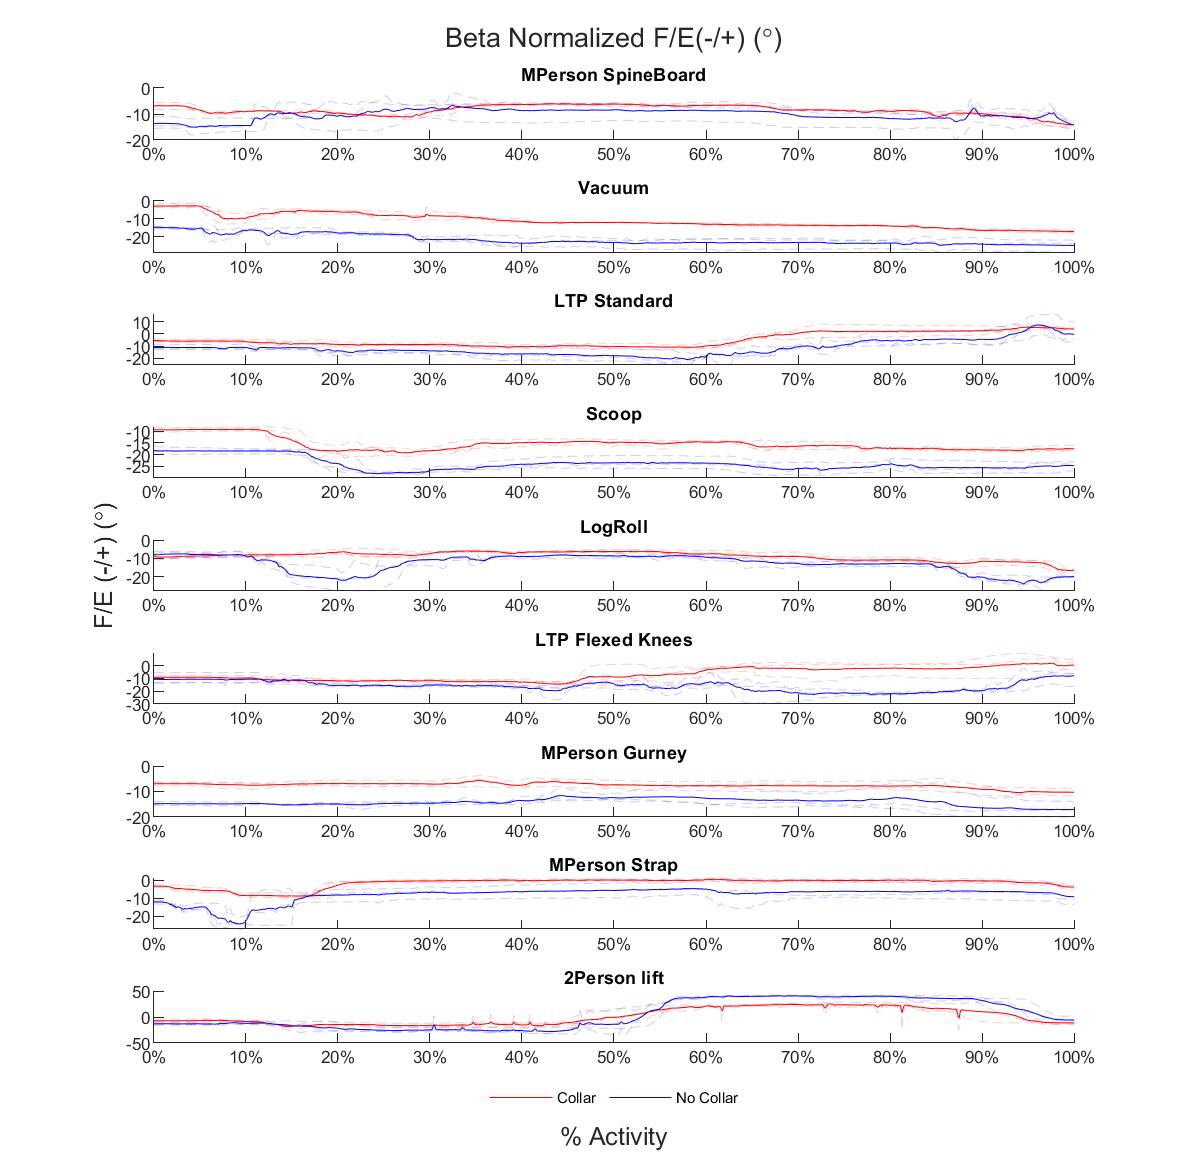 Beta Normalized F/E(-/+) (°)
MPerson SpineBoard
0
-10
-20
0% 10% 20% 30% 40% 50% 60% 70% 80% 90% 100%
Vacuum
0
-10
-20
0% 10% 20% 30% 40% 50% 60% 70% 80% 90% 100%
LTP Standard
10
0
-10
-20
0% 10% 20% 30% 40% 50% 60% 70% 80% 90% 100%
Scoop
-10
-15
-20
-25
0% 10% 20% 30% 40% 50% 60% 70% 80% 90% 100%
F/E (-/+) (°)
LogRoll
0
-10
-20
0% 10% 20% 30% 40% 50% 60% 70% 80% 90% 100%
LTP Flexed Knees
0
-10
-20
-30
0% 10% 20% 30% 40% 50% 60% 70% 80% 90% 100%
MPerson Gurney
0
-10
-20
0% 10% 20% 30% 40% 50% 60% 70% 80% 90% 100%
MPerson Strap
0
-10
-20
0% 10% 20% 30% 40% 50% 60% 70% 80% 90% 100%
2Person lift
50
0
-50
0% 10% 20% 30% 40% 50% 60% 70% 80% 90% 100%
Collar No Collar
% Activity